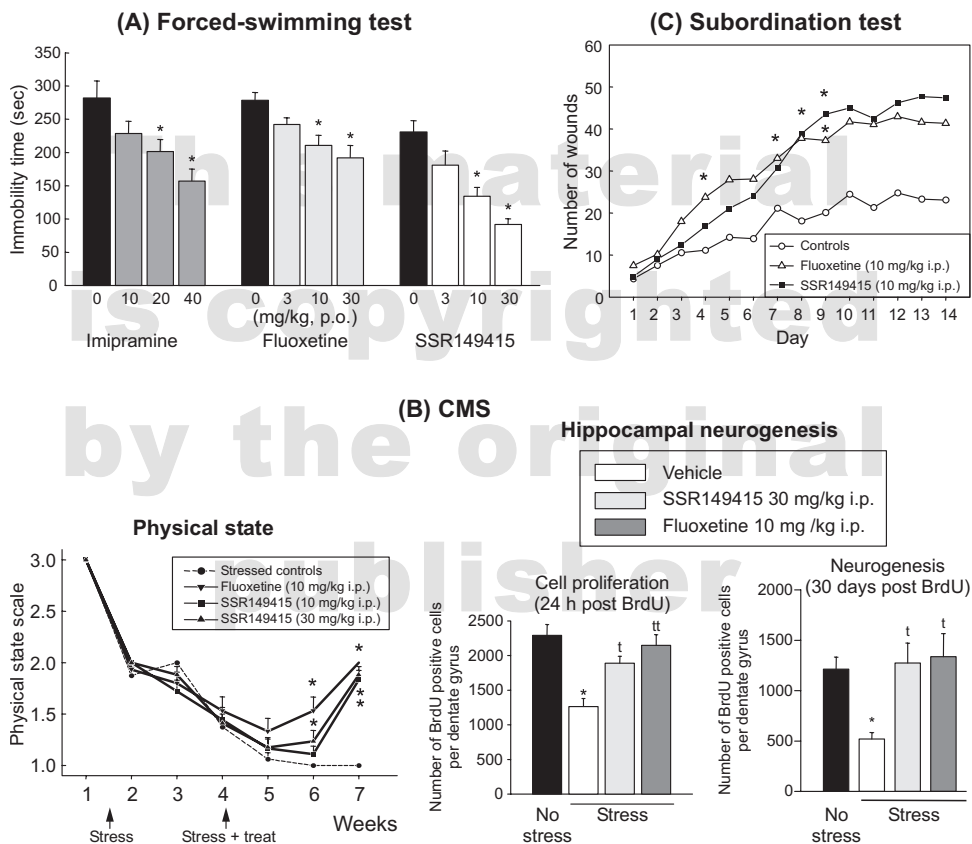 (A) Forced-swimming test
Immobility time (sec)
350
300
250
200
150
100
50
0
*
*
*
*
*
*
0 10 20 40
0 3 10 30
0 3 10 30
(mg/kg, p.o.)
Imipramine
Fluoxetine
SSR149415
(C) Subordination test
Number of wounds
60
50
40
30
20
10
0
*
*
*
*
*
Controls
Fluoxetine (10 mg/kg i.p.)
SSR149415 (10 mg/kg i.p.)
1 2 3 4 5 6 7 8 9 10 11 12 13 14
Day
(B) CMS
Physical state
Physical state scale
3.0
2.5
2.0
1.5
1.0
Stressed controls
Fluoxetine (10 mg/kg i.p.)
SSR149415 (10 mg/kg i.p.)
SSR149415 (30 mg/kg i.p.)
*
*
*
*
*
1 2 3 4 5 6 7
Weeks
Stress
Stress + treat
Hippocampal neurogenesis
Vehicle
SSR149415 30 mg/kg i.p.
Fluoxetine 10 mg /kg i.p.
Cell proliferation
(24 h post BrdU)
Number of BrdU positive cells
per dentate gyrus
2500
2000
1500
1000
500
0
*
t
tt
No
stress
Stress
Neurogenesis
(30 days post BrdU)
Number of BrdU positive cells
per dentate gyrus
2000
1500
1000
500
0
*
t
t
No
stress
Stress
this material
is copyrighted
by the original
publisher